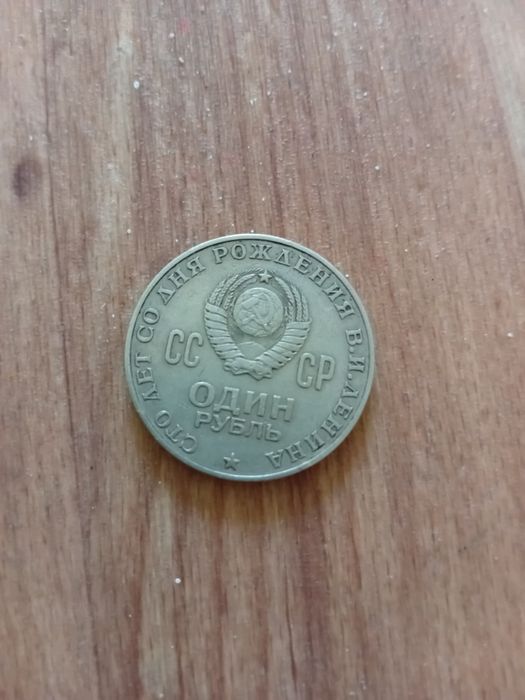 СТО ЛЕТ СО ДНЯ РОЖДЕНИЯ В.И.ЛЕНИНА
СС СР
ОДИН
РУБЛЬ